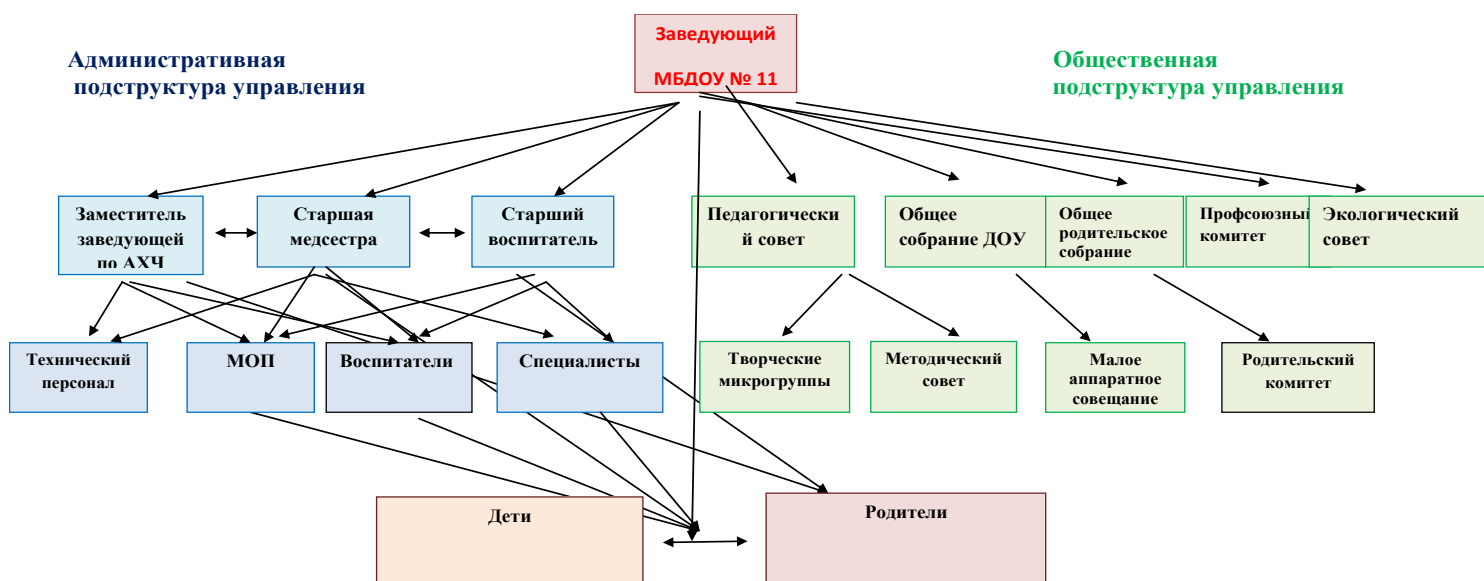 Заведующий
МБДОУ № 11
Административная
подструктура управления
Общественная
подструктура управления
Заместитель
заведующей
по АХЧ
Старшая
медсестра
Старший
воспитатель
Педагогически
й совет
Общее
собрание ДОУ
Общее
родительское
собрание
Профсоюзный
комитет
Экологический
совет
Технический
персонал
МОП
Воспитатели
Специалисты
Творческие
микрогруппы
Методический
совет
Малое
аппаратное
совещание
Родительский
комитет
Дети
Родители